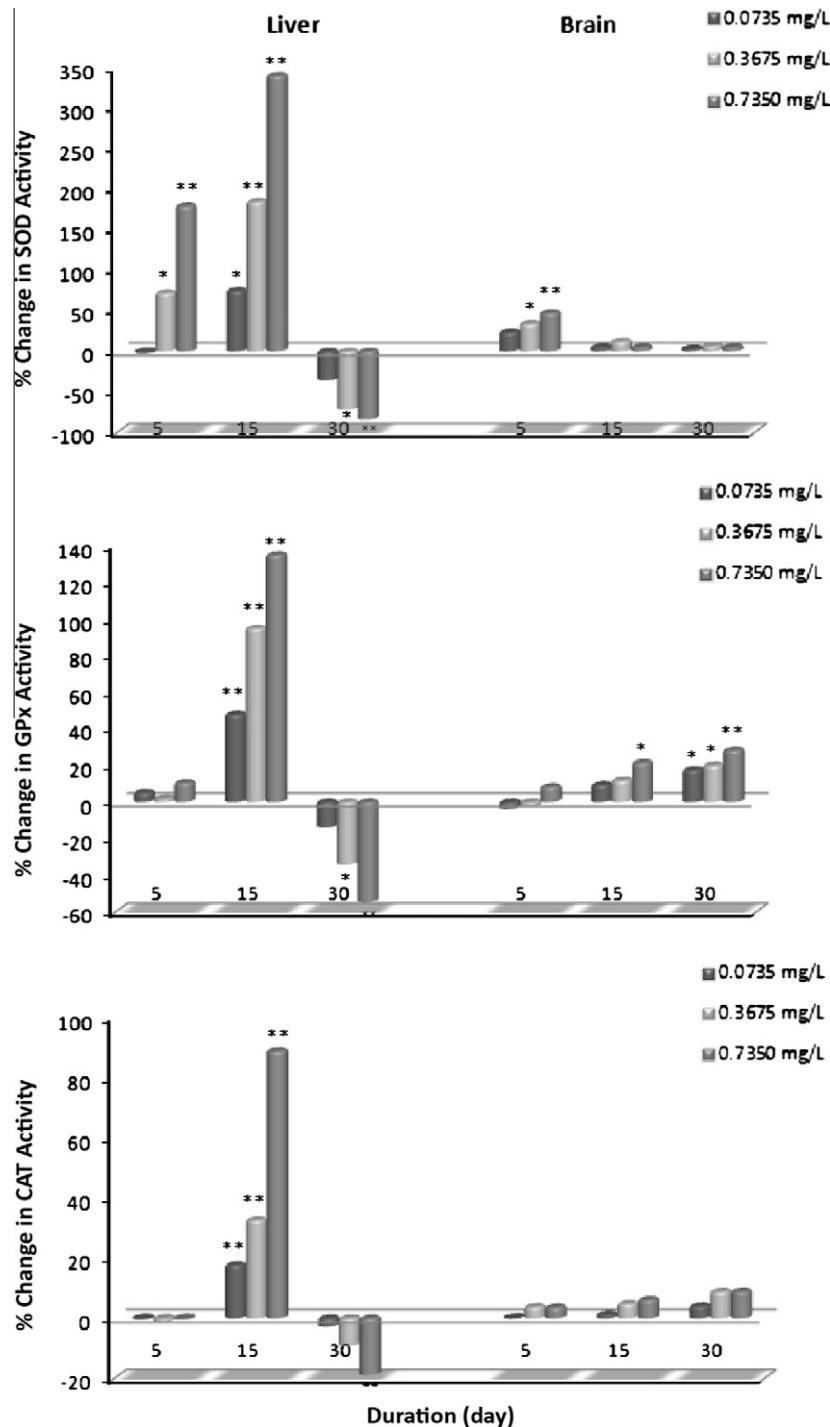 Liver Brain
0.0735 mg/L
0.3675 mg/L
0.7350 mg/L
% Change in SOD Activity
350
300
250
200
150
100
50
0
-50
-100
* ** * ** ** * ** * **
5 15 30 5 15 30
0.0735 mg/L
0.3675 mg/L
0.7350 mg/L
% Change in GPx Activity
140
120
100
80
60
40
20
0
-20
-40
-60
** ** ** * ** * * * **
5 15 30 5 15 30
0.0735 mg/L
0.3675 mg/L
0.7350 mg/L
% Change in CAT Activity
100
80
60
40
20
0
-20
** ** ** **
5 15 30 5 15 30
Duration (day)